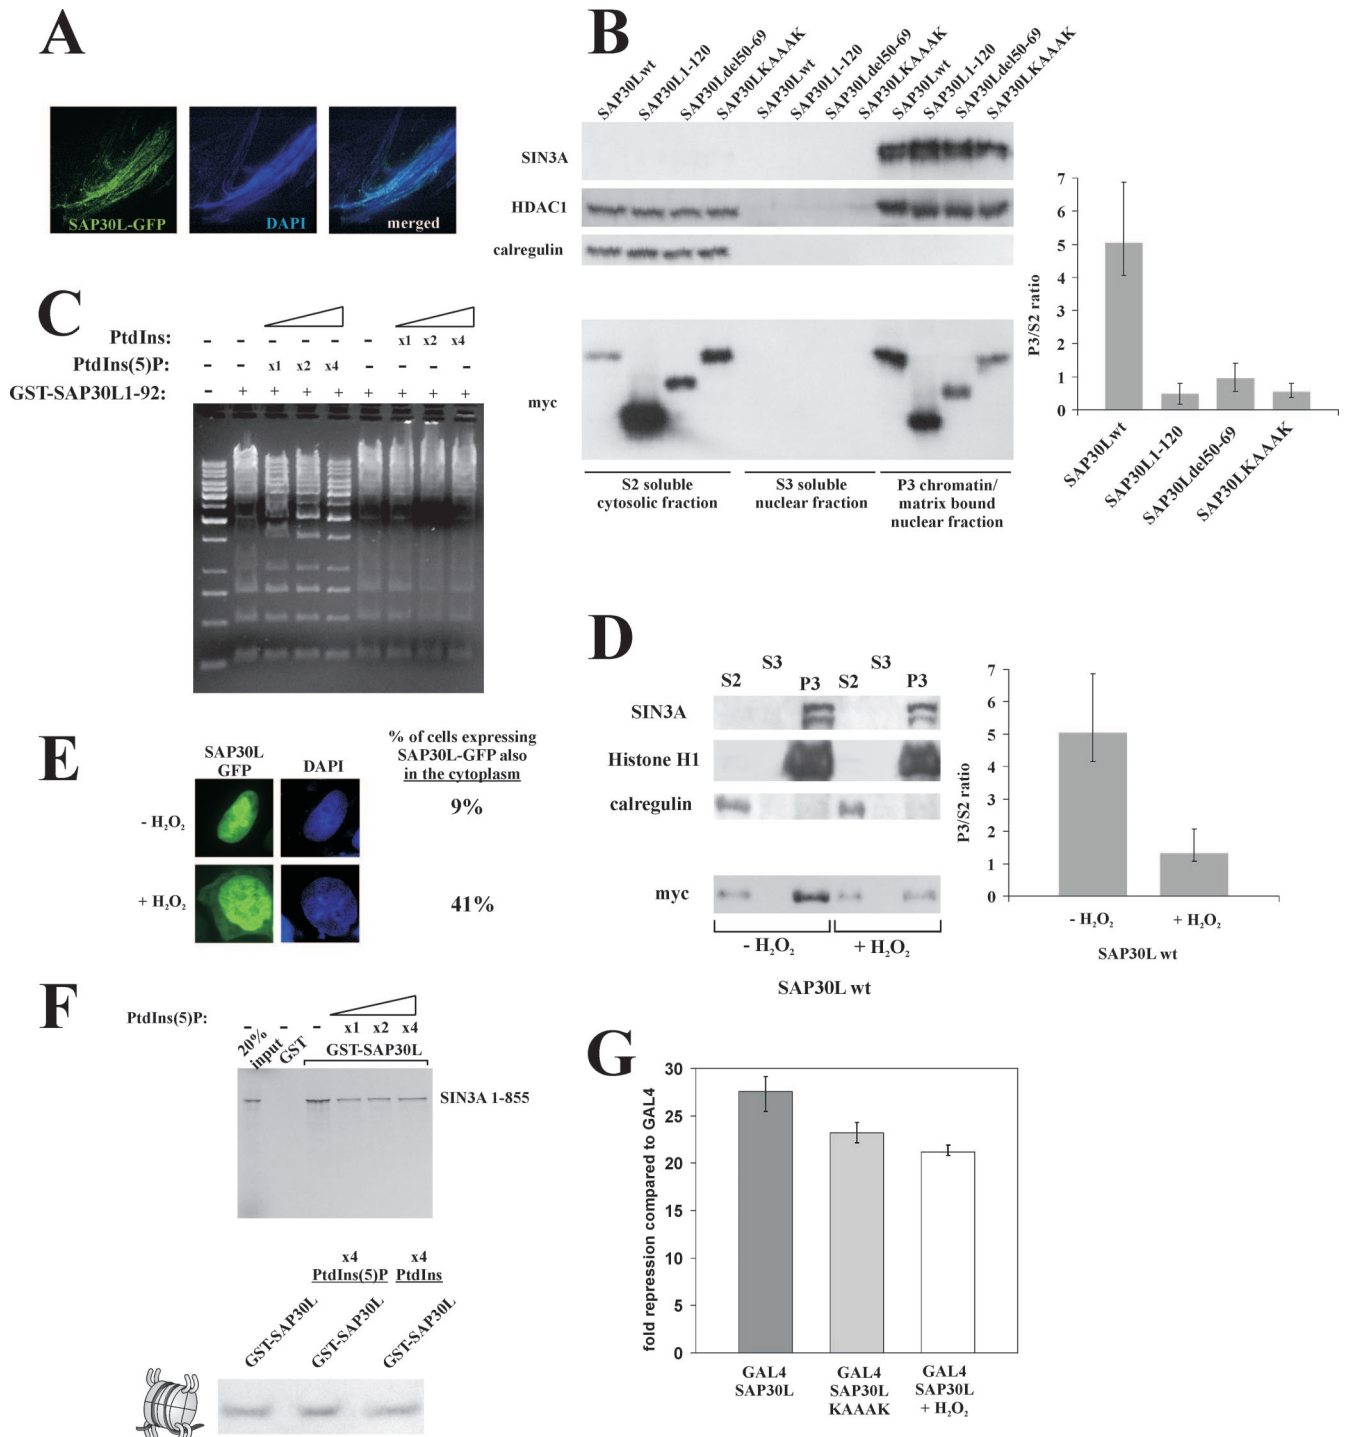 A
SAP30L-GFP
DAPI
merged
B
SAP30Lwt
SAP30L1-120
SAP30Ldel50-69
SAP30LKAAAK
SAP30Lwt
SAP30L1-120
SAP30Ldel50-69
SAP30LKAAAK
SAP30Lwt
SAP30L1-120
SAP30Ldel50-69
SAP30LKAAAK
SIN3A
HDAC1
calregulin
myc
S2 soluble
cytosolic fraction
S3 soluble
nuclear fraction
P3 chromatin/
matrix bound
nuclear fraction
P3/S2 ratio
7
6
5
4
3
2
1
0
SAP30Lwt
SAP30L1-120
SAP30Ldel50-69
SAP30LKAAAK
C
PtdIns: - - - - - - x1 x2 x4
PtdIns(5)P: - - x1 x2 x4 - - - -
GST-SAP30L1-92: - + + + + + + + +
D
S2 S3 P3 S2 S3 P3
SIN3A
Histone H1
calregulin
myc
- H₂O₂ + H₂O₂
SAP30L wt
P3/S2 ratio
7
6
5
4
3
2
1
0
- H₂O₂ + H₂O₂
SAP30L wt
E
SAP30L
GFP
DAPI
% of cells expressing
SAP30L-GFP also
in the cytoplasm
- H₂O₂
9%
+ H₂O₂
41%
F
PtdIns(5)P: - - - x1 x2 x4
20%
input
GST
GST-SAP30L
SIN3A 1-855
x4
PtdIns(5)P
x4
PtdIns
GST-SAP30L
GST-SAP30L
GST-SAP30L
G
fold repression compared to GAL4
30
25
20
15
10
5
0
GAL4
SAP30L
GAL4
SAP30L
KAAAK
GAL4
SAP30L
+ H₂O₂